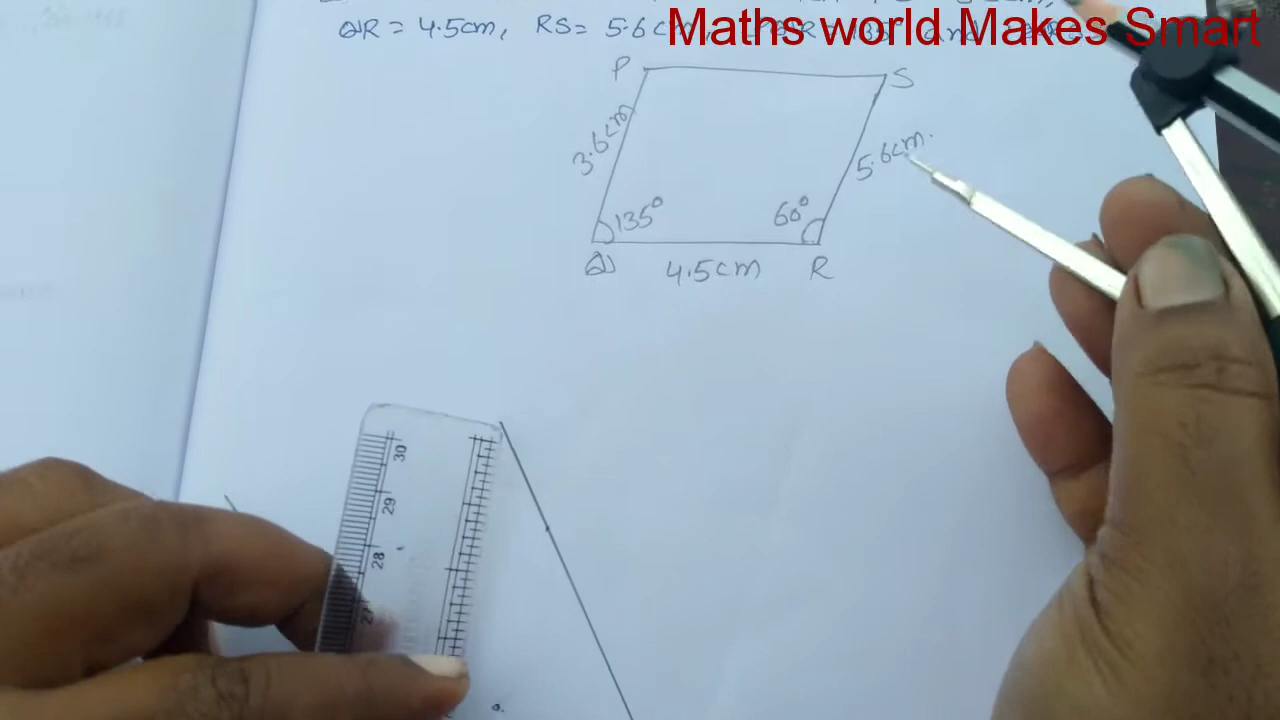 Maths world Makes Smart
QR = 4.5cm, RS = 5.6cm,
P
S
3.6cm
5.6cm.
135°
60°
Q
4.5cm
R
30
29
28